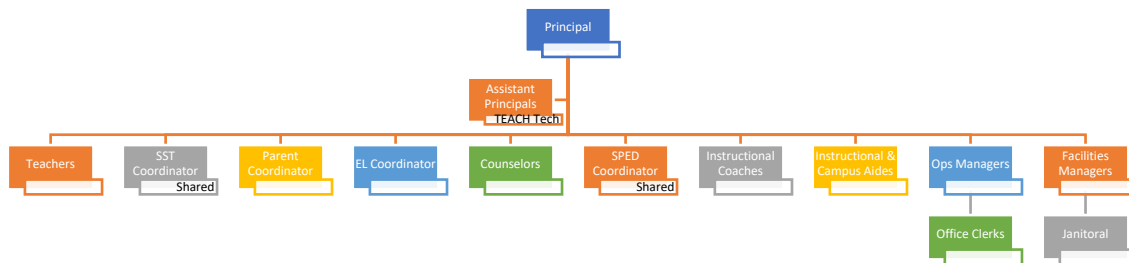 Principal
Assistant
Principals
TEACH Tech
Teachers
SST
Coordinator
Shared
Parent
Coordinator
EL Coordinator
Counselors
SPED
Coordinator
Shared
Instructional
Coaches
Instructional &
Campus Aides
Ops Managers
Facilities
Managers
Office Clerks
Janitoral